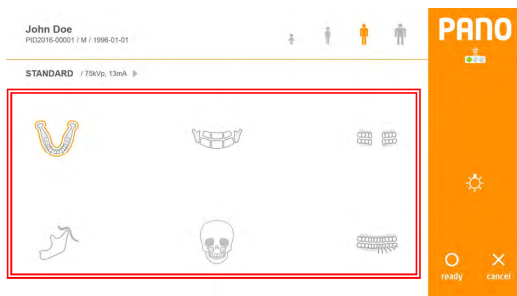 John Doe
PID2016-00001 / M / 1996-01-01
PANO
STANDARD / 75kVp, 13mA
ready cancel